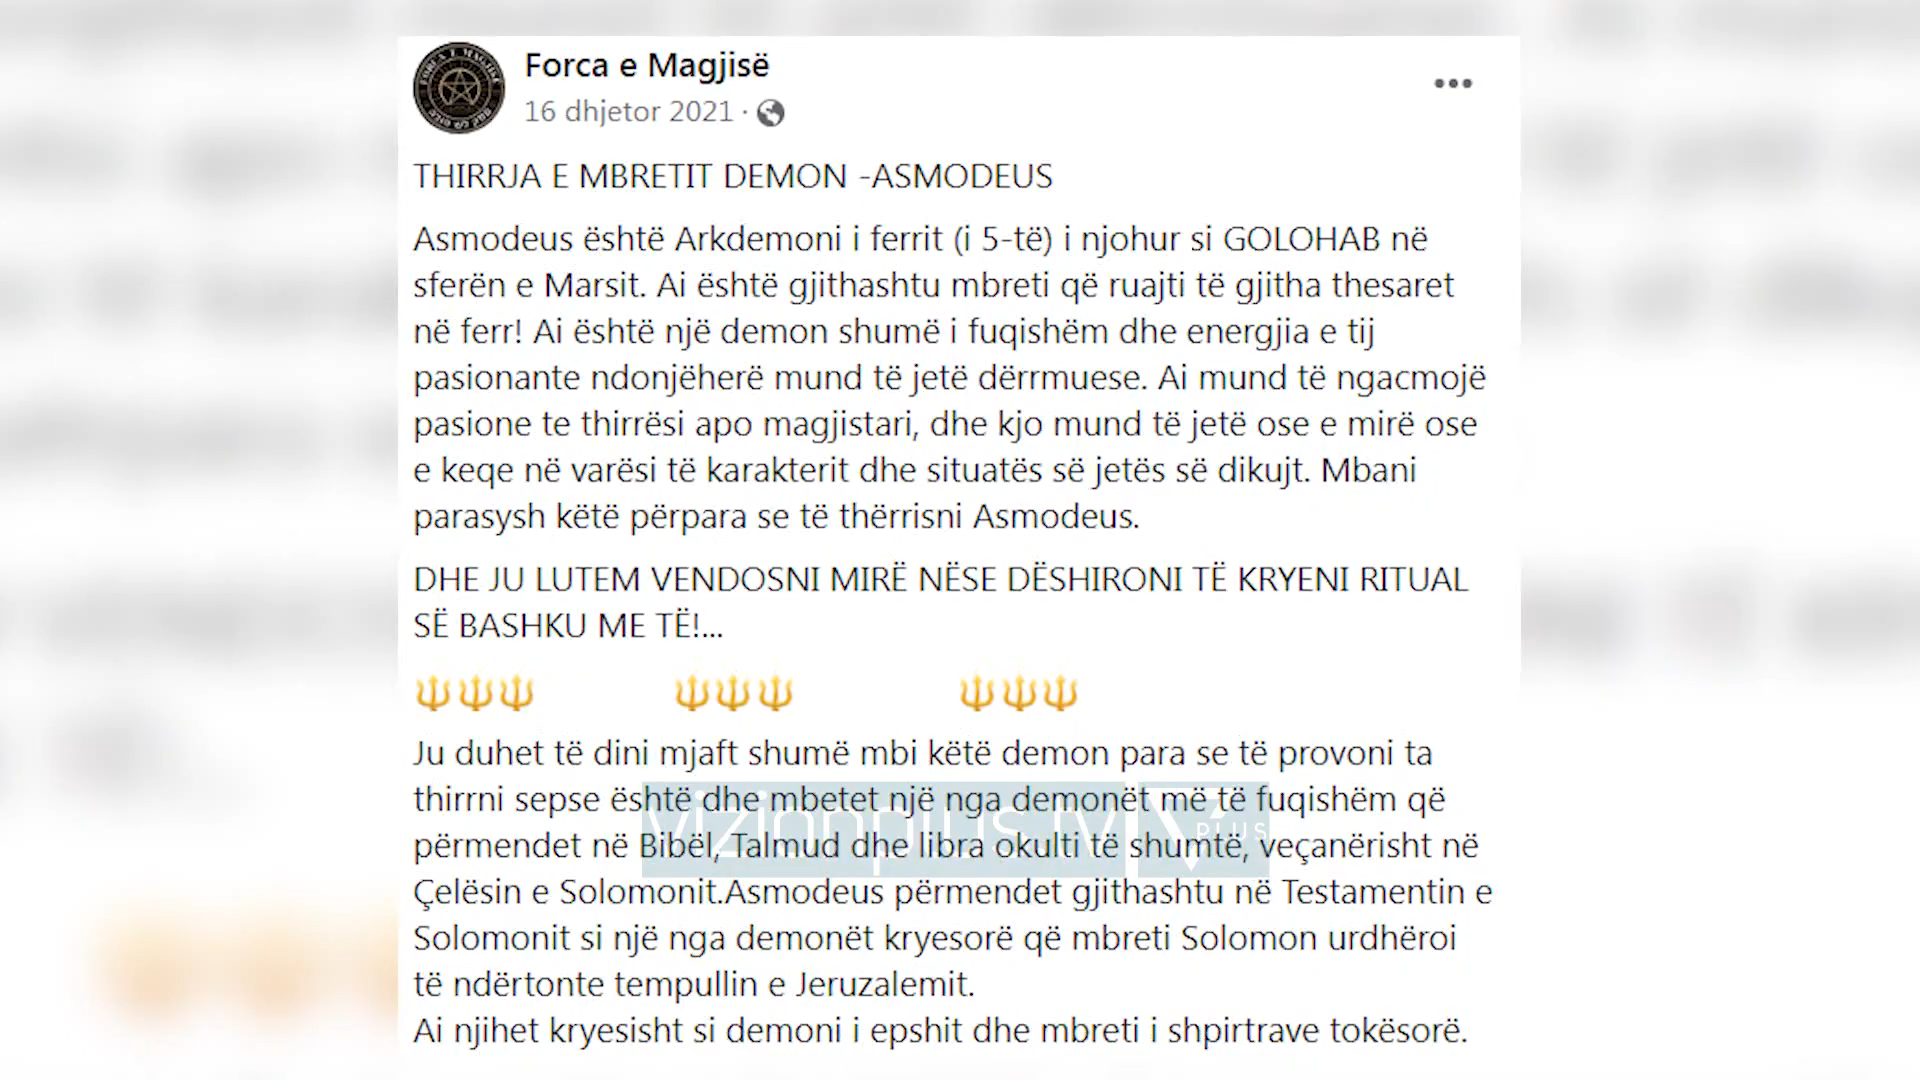 FORCA E MAGJISË
Forca e Magjisë
16 dhjetor 2021 ·
THIRRJA E MBRETIT DEMON -ASMODEUS
Asmodeus është Arkdemoni i ferrit (i 5-të) i njohur si GOLOHAB në
sferën e Marsit. Ai është gjithashtu mbreti që ruajti të gjitha thesaret
në ferr! Ai është një demon shumë i fuqishëm dhe energjia e tij
pasionante ndonjëherë mund të jetë dërrmuese. Ai mund të ngacmojë
pasione te thirrësi apo magjistari, dhe kjo mund të jetë ose e mirë ose
e keqe në varësi të karakterit dhe situatës së jetës së dikujt. Mbani
parasysh këtë përpara se të thërrisni Asmodeus.
DHE JU LUTEM VENDOSNI MIRË NËSE DËSHIRONI TË KRYENI RITUAL
SË BASHKU ME TË!...
🔱🔱🔱 🔱🔱🔱 🔱🔱🔱
Ju duhet të dini mjaft shumë mbi këtë demon para se të provoni ta
thirrni sepse është dhe mbetet një nga demonët më të fuqishëm që
përmendet në Bibël, Talmud dhe libra okulti të shumtë, veçanërisht në
Çelësin e Solomonit.Asmodeus përmendet gjithashtu në Testamentin e
Solomonit si një nga demonët kryesorë që mbreti Solomon urdhëroi
të ndërtonte tempullin e Jeruzalemit.
Ai njihet kryesisht si demoni i epshit dhe mbreti i shpirtrave tokësorë.
vizionplus.tv
PLUS